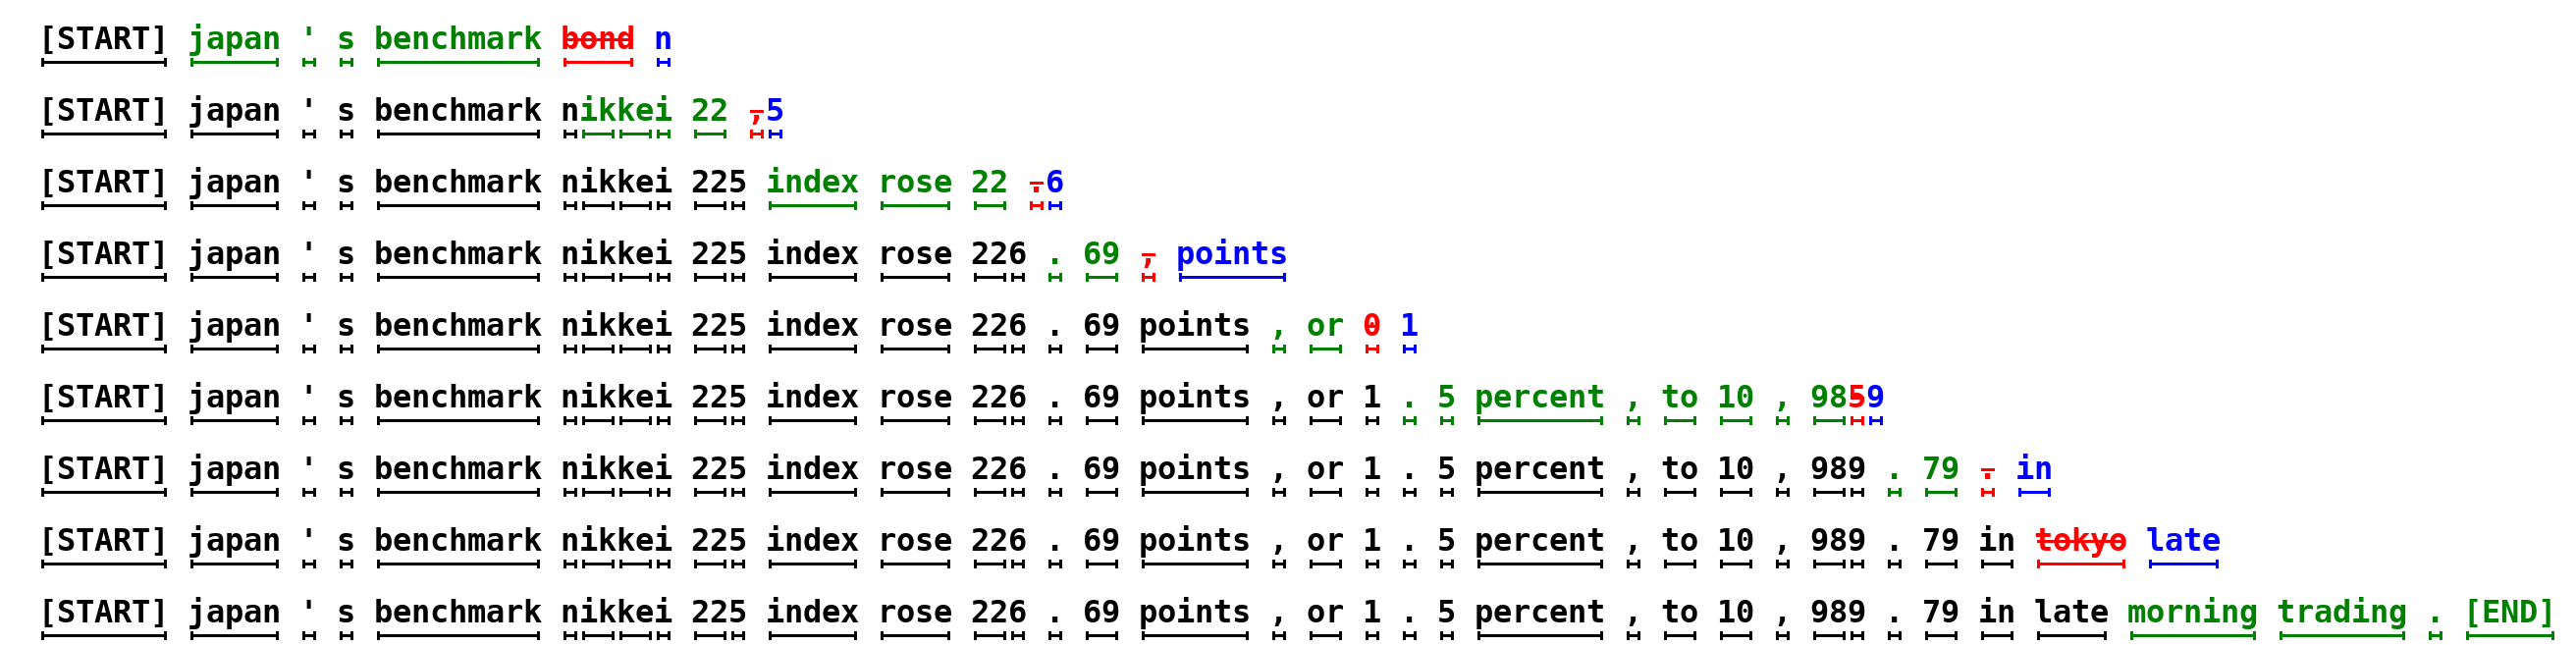 [START] japan ' s benchmark bond n
[START] japan ' s benchmark nikkei 22 ,5
[START] japan ' s benchmark nikkei 225 index rose 22 .6
[START] japan ' s benchmark nikkei 225 index rose 226 . 69 , points
[START] japan ' s benchmark nikkei 225 index rose 226 . 69 points , or 0 1
[START] japan ' s benchmark nikkei 225 index rose 226 . 69 points , or 1 . 5 percent , to 10 , 9859
[START] japan ' s benchmark nikkei 225 index rose 226 . 69 points , or 1 . 5 percent , to 10 , 989 . 79 . in
[START] japan ' s benchmark nikkei 225 index rose 226 . 69 points , or 1 . 5 percent , to 10 , 989 . 79 in tokyo late
[START] japan ' s benchmark nikkei 225 index rose 226 . 69 points , or 1 . 5 percent , to 10 , 989 . 79 in late morning trading . [END]